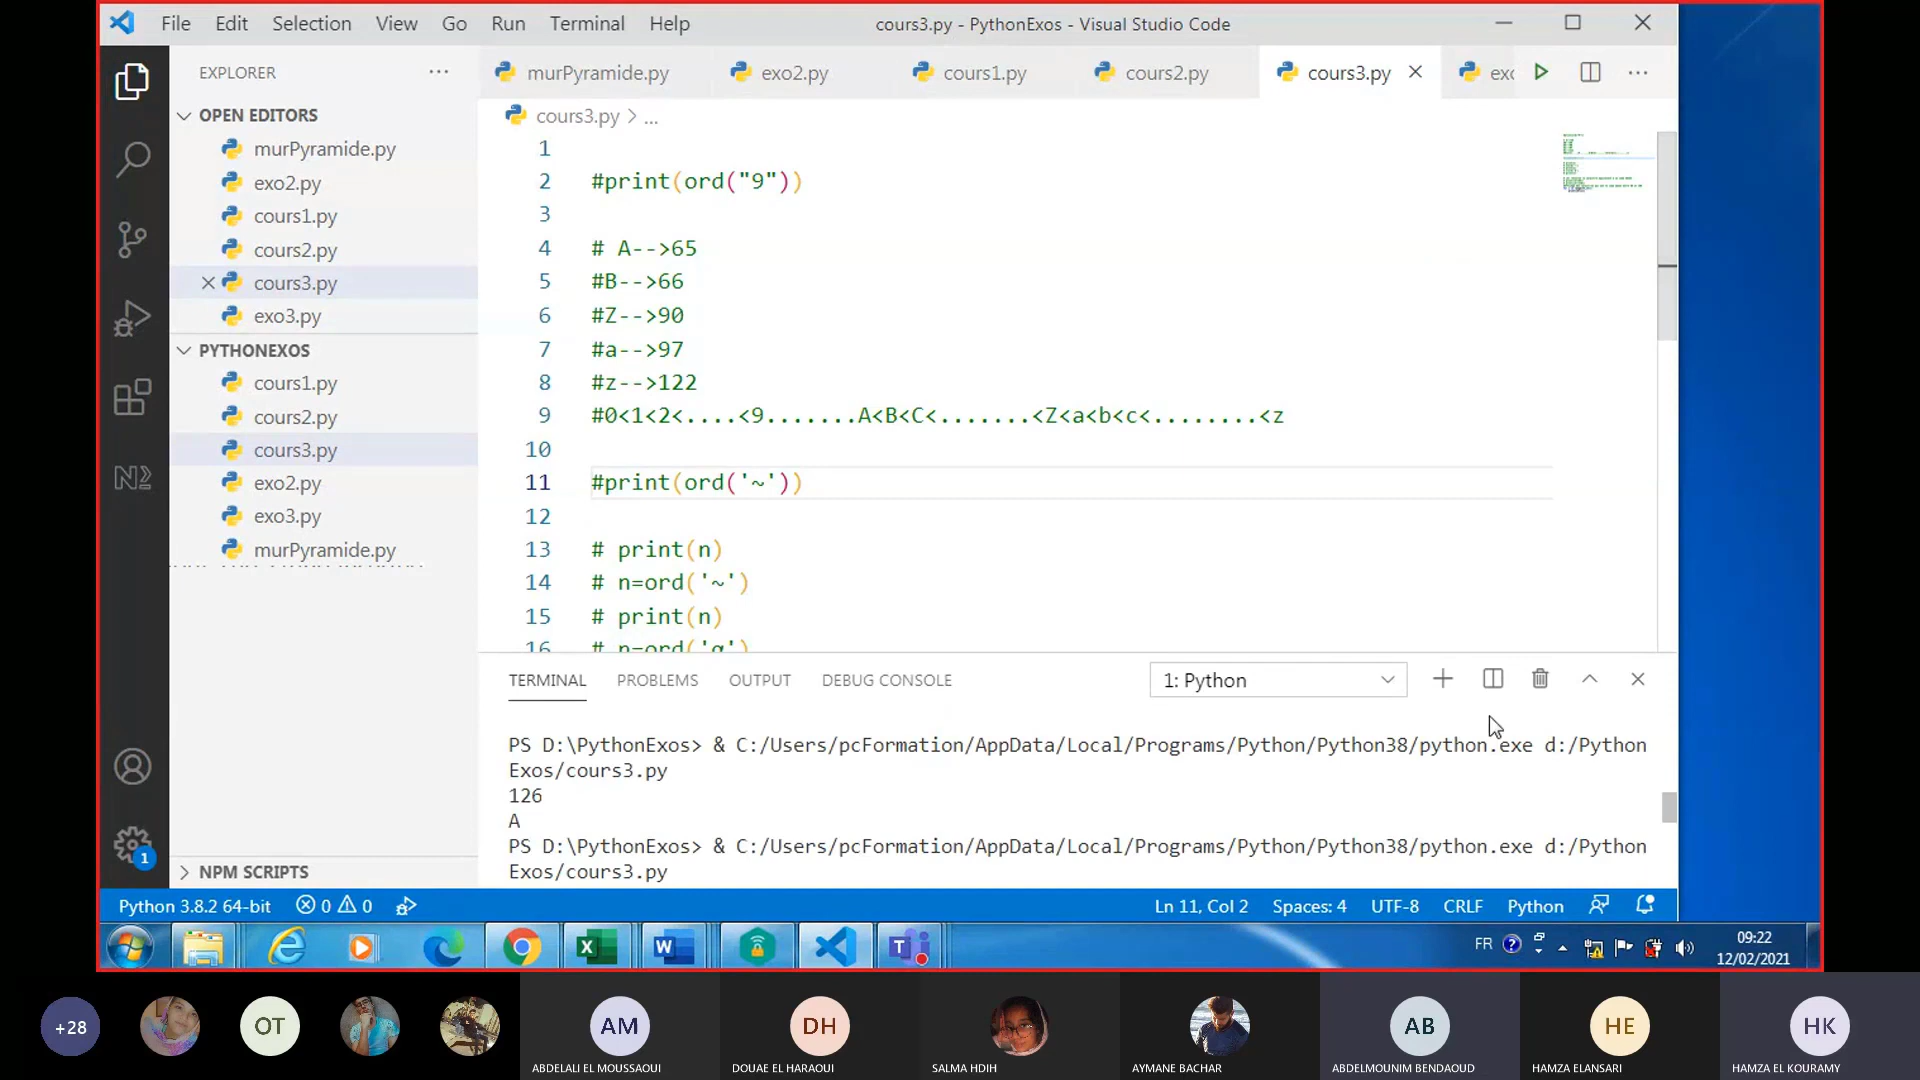 File Edit Selection View Go Run Terminal Help
cours3.py - PythonExos - Visual Studio Code
EXPLORER
OPEN EDITORS
murPyramide.py
exo2.py
cours1.py
cours2.py
cours3.py
exo3.py
PYTHONEXOS
cours1.py
cours2.py
cours3.py
exo2.py
exo3.py
murPyramide.py
NPM SCRIPTS
murPyramide.py exo2.py cours1.py cours2.py cours3.py exo
cours3.py > ...
1
2 #print(ord("9"))
3
4 # A-->65
5 #B-->66
6 #Z-->90
7 #a-->97
8 #z-->122
9 #0<1<2<....<9.......A<B<C<.......<Z<a<b<c<........<z
10
11 #print(ord('~'))
12
13 # print(n)
14 # n=ord('~')
15 # print(n)
16 # n=ord('α')
TERMINAL PROBLEMS OUTPUT DEBUG CONSOLE 1: Python
PS D:\PythonExos> & C:/Users/pcFormation/AppData/Local/Programs/Python/Python38/python.exe d:/Python
Exos/cours3.py
126
A
PS D:\PythonExos> & C:/Users/pcFormation/AppData/Local/Programs/Python/Python38/python.exe d:/Python
Exos/cours3.py
1
Python 3.8.2 64-bit 0 0 Ln 11, Col 2 Spaces: 4 UTF-8 CRLF Python
FR 09:22
12/02/2021
+28 OT AM DH AB HE HK
ABDELALI EL MOUSSAOUI DOUAE EL HARAOUI SALMA HDIH AYMANE BACHAR ABDELMOUNIM BENDAOUD HAMZA ELANSARI HAMZA EL KOURAMY